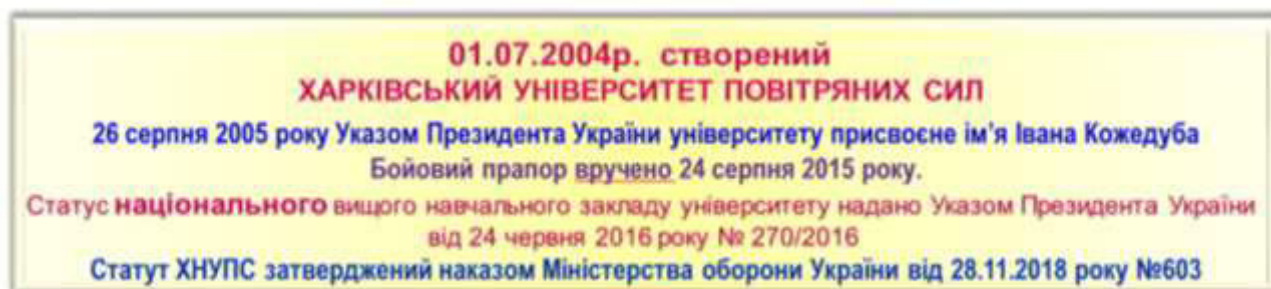 01.07.2004р. створений
ХАРКІВСЬКИЙ УНІВЕРСИТЕТ ПОВІТРЯНИХ СИЛ
26 серпня 2005 року Указом Президента України університету присвоєне ім’я Івана Кожедуба
Бойовий прапор вручено 24 серпня 2015 року.
Статус національного вищого навчального закладу університету надано Указом Президента України
від 24 червня 2016 року № 270/2016
Статут ХНУПС затверджений наказом Міністерства оборони України від 28.11.2018 року №603